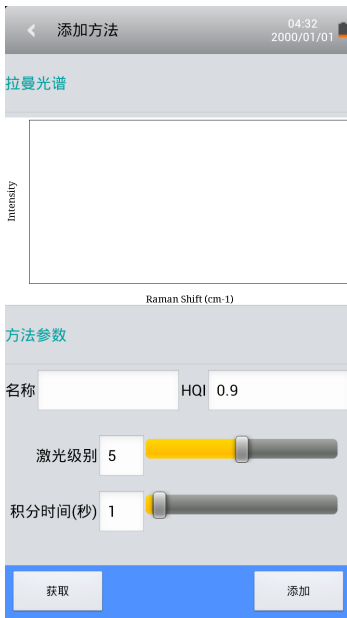 添加方法
04:32
2000/01/01
拉曼光谱
Intensity
Raman Shift (cm-1)
方法参数
名称 HQI 0.9
激光级别 5
积分时间(秒) 1
获取 添加